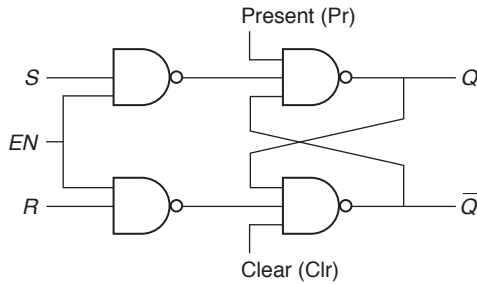 Present (Pr)
S
Q
EN
R
Q̅
Clear (Clr)